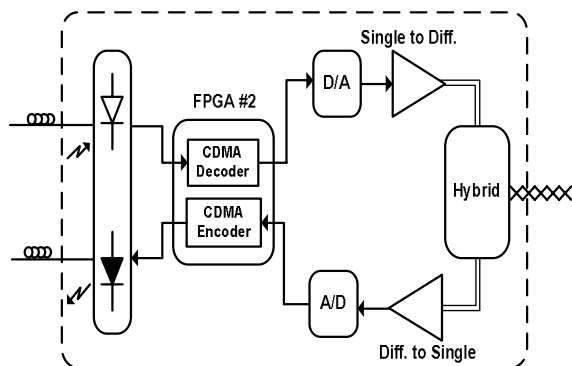 Single to Diff.
FPGA #2
D/A
CDMA
Decoder
Hybrid
CDMA
Encoder
A/D
Diff. to Single